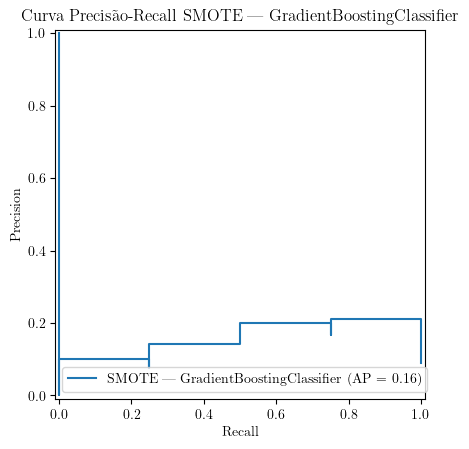 Curva Precisão-Recall SMOTE — GradientBoostingClassifier
1.0
0.8
0.6
0.4
0.2
0.0
Precision
SMOTE — GradientBoostingClassifier (AP = 0.16)
0.0 0.2 0.4 0.6 0.8 1.0
Recall